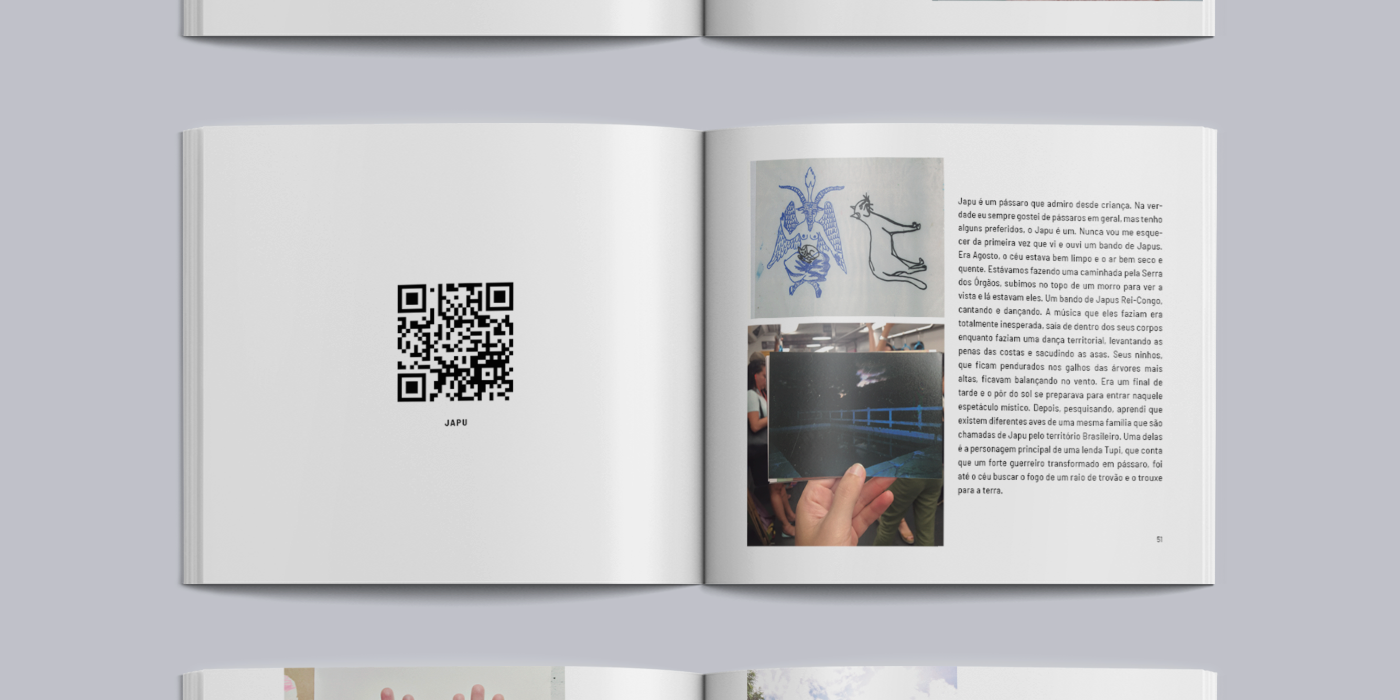 JAPU
Japu é um pássaro que admiro desde criança. Na ver-
dade eu sempre gostei de pássaros em geral, mas tenho
alguns preferidos, o Japu é um. Nunca vou me esque-
cer da primeira vez que vi e ouvi um bando de Japus.
Era Agosto, o céu estava bem limpo e o ar bem seco e
quente. Estávamos fazendo uma caminhada pela Serra
dos Órgãos, subimos no topo de um morro para ver a
vista e lá estavam eles. Um bando de Japus Rei-Congo,
cantando e dançando. A música que eles faziam era
totalmente inesperada, saia de dentro dos seus corpos
enquanto faziam uma dança territorial, levantando as
penas das costas e sacudindo as asas. Seus ninhos,
que ficam pendurados nos galhos das árvores mais
altas, ficavam balançando no vento. Era um final de
tarde e o pôr do sol se preparava para entrar naquele
espetáculo místico. Depois, pesquisando, aprendi que
existem diferentes aves de uma mesma família que são
chamadas de Japu pelo território Brasileiro. Uma delas
é a personagem principal de uma lenda Tupi, que conta
que um forte guerreiro transformado em pássaro, foi
até o céu buscar o fogo de um raio de trovão e o trouxe
para a terra.
51